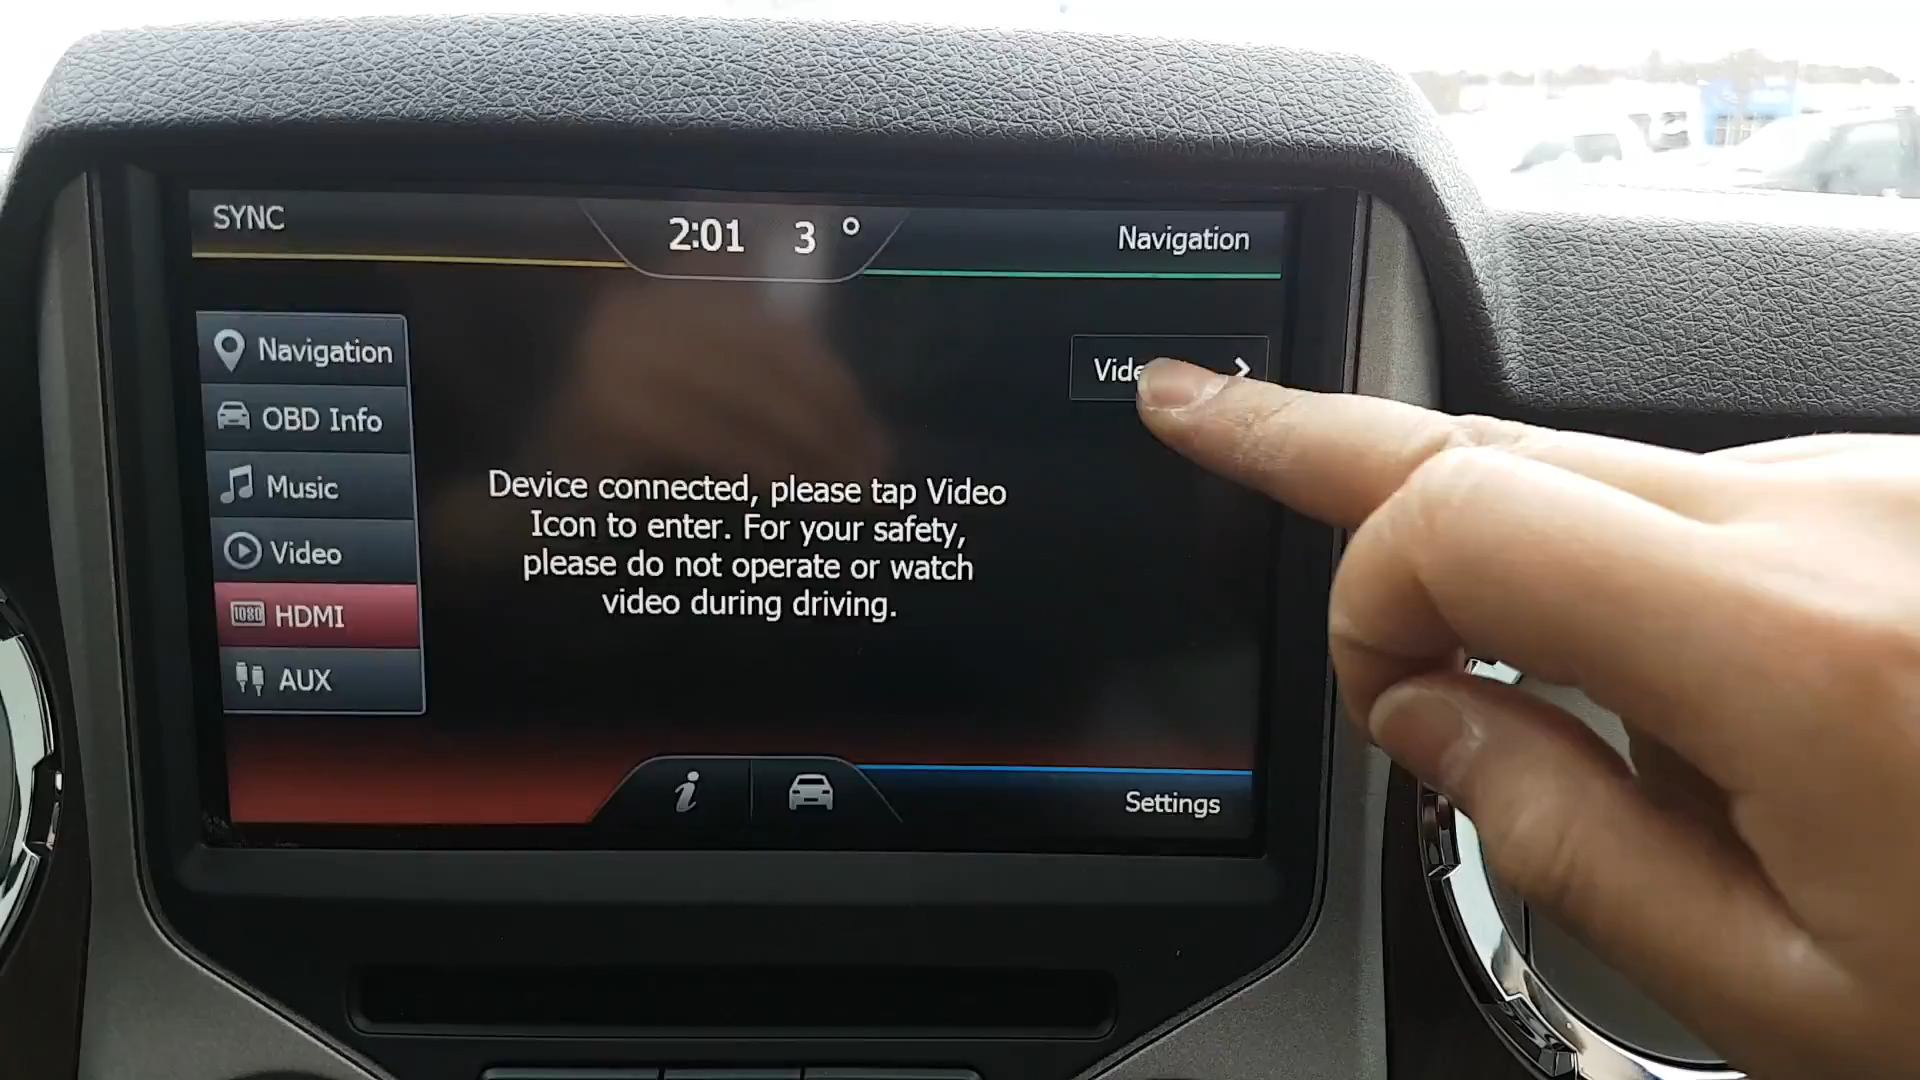 SYNC
2:01 3 °
Navigation
Navigation
OBD Info
Music
Video
1080 HDMI
AUX
Device connected, please tap Video
Icon to enter. For your safety,
please do not operate or watch
video during driving.
i
Settings